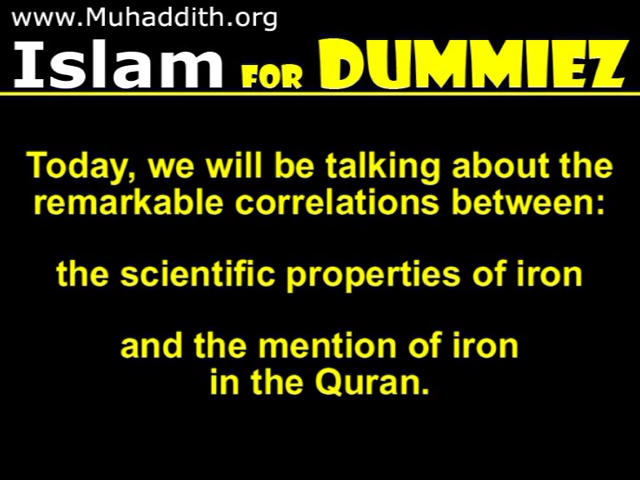 www.Muhaddith.org
Islam FOR DUMMIEZ
Today, we will be talking about the
remarkable correlations between:
the scientific properties of iron
and the mention of iron
in the Quran.